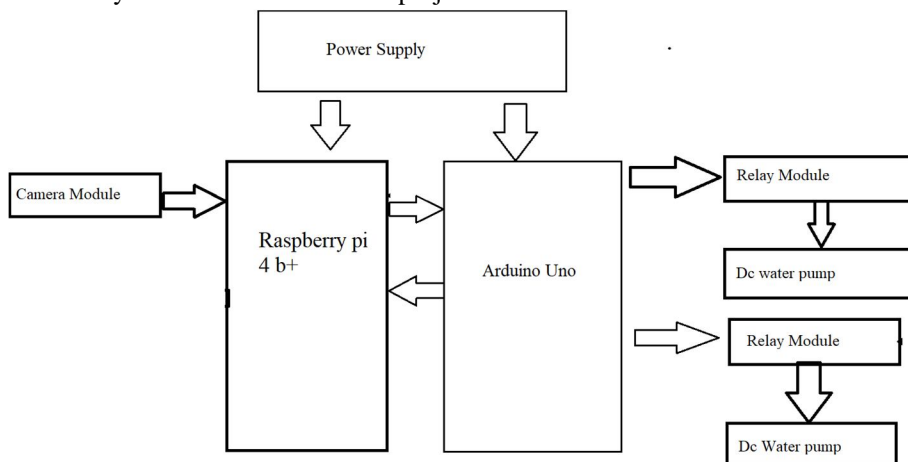 Power Supply
Camera Module
Raspberry pi
4 b+
Arduino Uno
Relay Module
Dc water pump
Relay Module
Dc Water pump